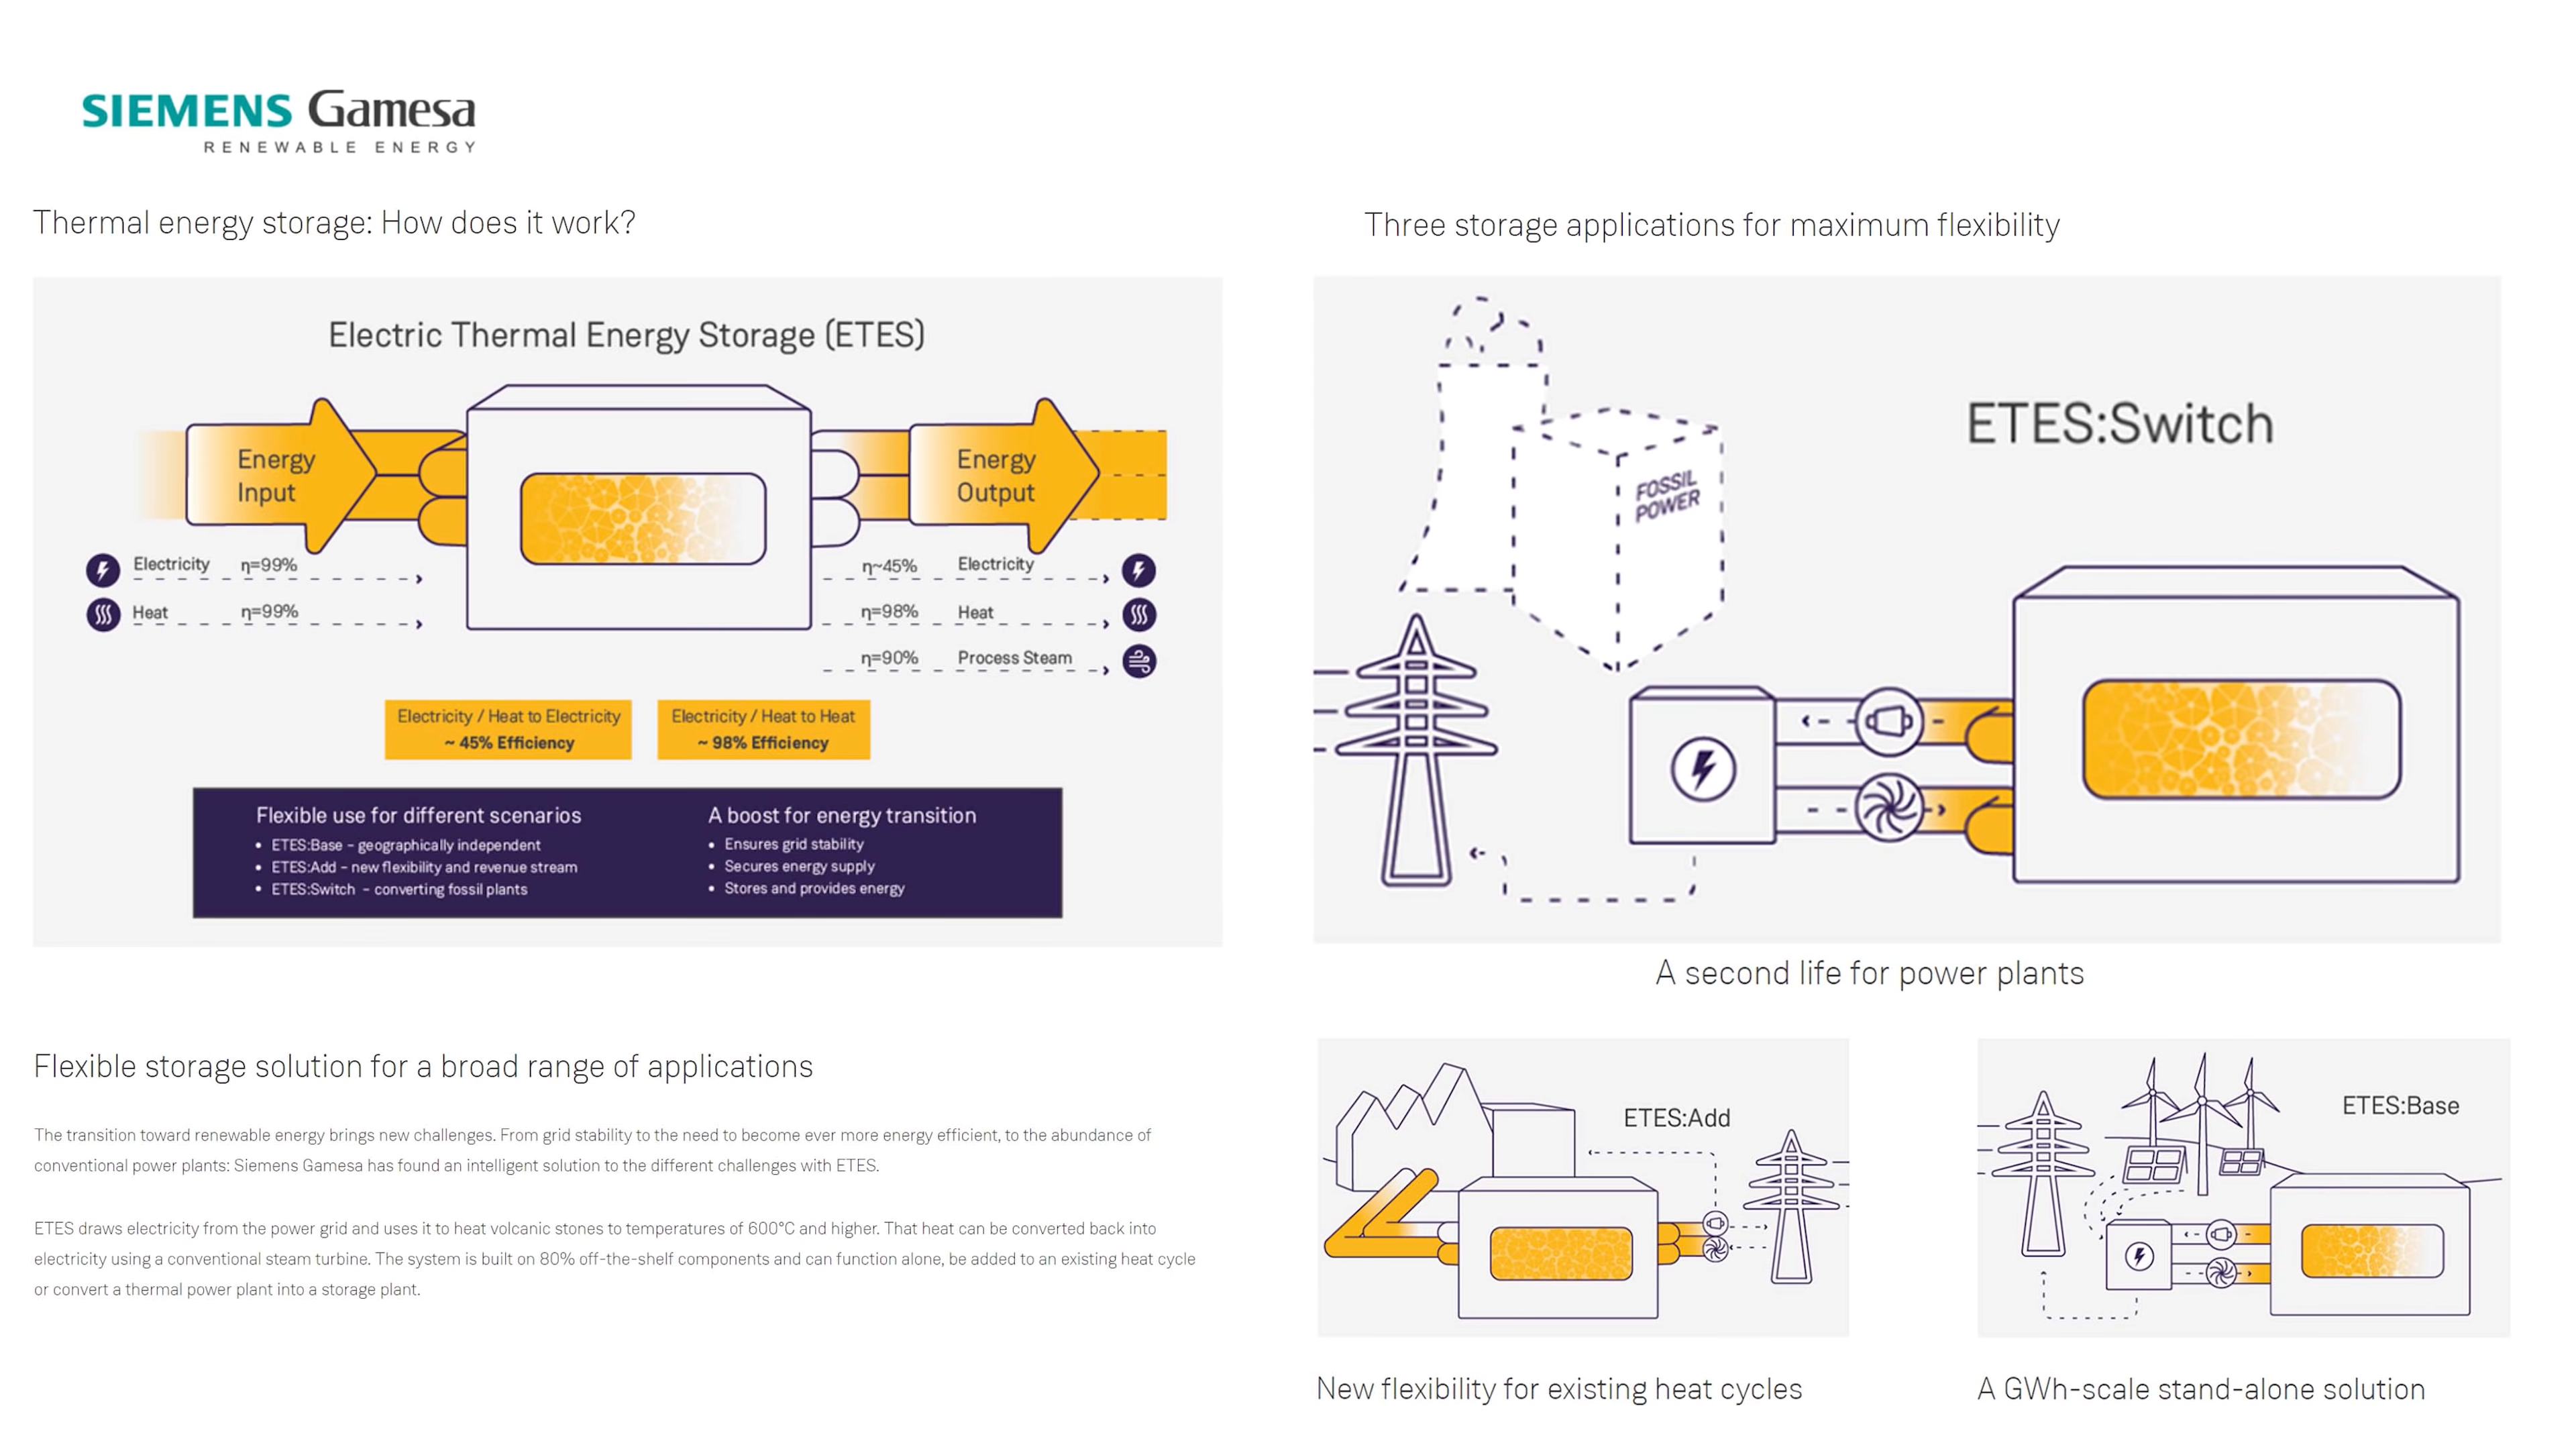 SIEMENS Gamesa
RENEWABLE ENERGY
Thermal energy storage: How does it work?
Electric Thermal Energy Storage (ETES)
Energy
Input
Energy
Output
Electricity η=99%
Heat η=99%
η~45% Electricity
η=98% Heat
η=90% Process Steam
Electricity / Heat to Electricity
~ 45% Efficiency
Electricity / Heat to Heat
~ 98% Efficiency
Flexible use for different scenarios
• ETES:Base – geographically independent
• ETES:Add – new flexibility and revenue stream
• ETES:Switch – converting fossil plants
A boost for energy transition
• Ensures grid stability
• Secures energy supply
• Stores and provides energy
Flexible storage solution for a broad range of applications
The transition toward renewable energy brings new challenges. From grid stability to the need to become ever more energy efficient, to the abundance of
conventional power plants: Siemens Gamesa has found an intelligent solution to the different challenges with ETES.
ETES draws electricity from the power grid and uses it to heat volcanic stones to temperatures of 600°C and higher. That heat can be converted back into
electricity using a conventional steam turbine. The system is built on 80% off-the-shelf components and can function alone, be added to an existing heat cycle
or convert a thermal power plant into a storage plant.
Three storage applications for maximum flexibility
ETES:Switch
FOSSIL
POWER
A second life for power plants
ETES:Add
New flexibility for existing heat cycles
ETES:Base
A GWh-scale stand-alone solution